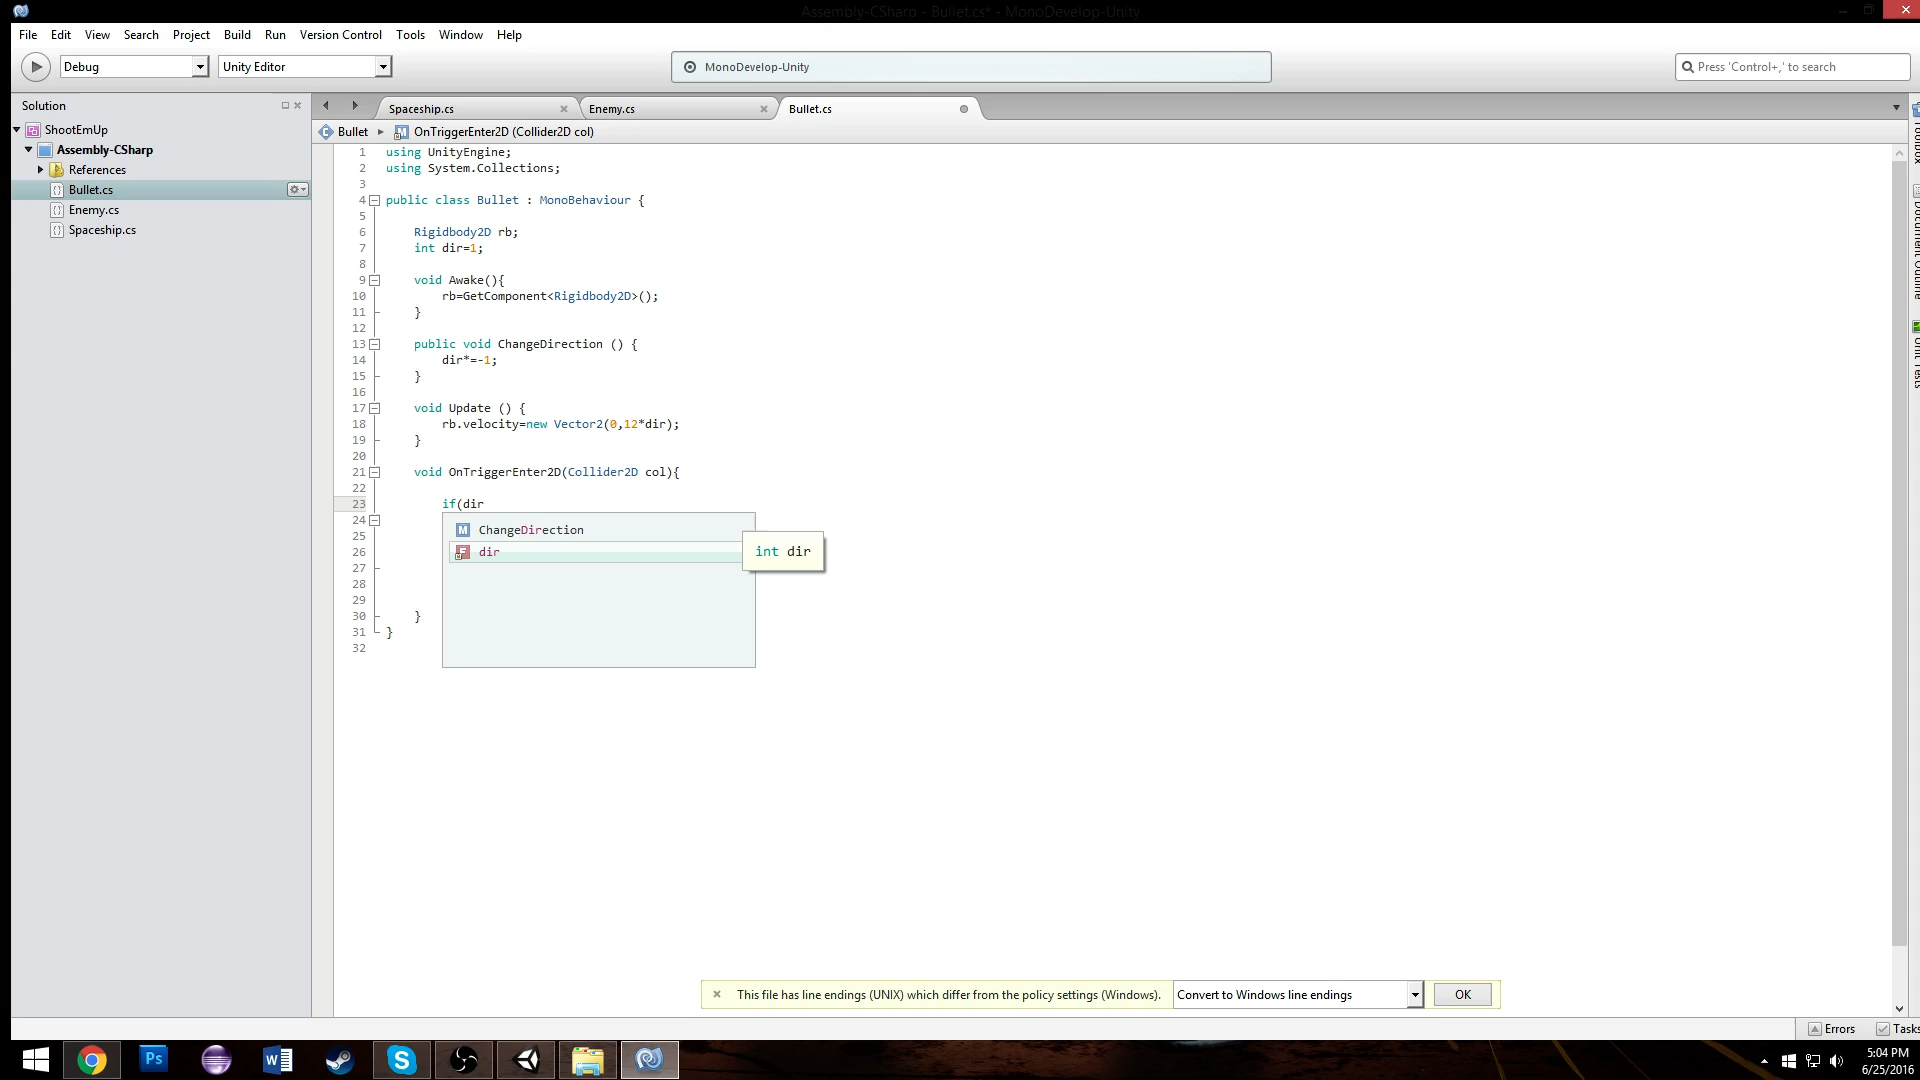 Assembly-CSharp - Bullet.cs* - MonoDevelop-Unity
File Edit View Search Project Build Run Version Control Tools Window Help
Debug
Unity Editor
MonoDevelop-Unity
Press 'Control+,' to search
Solution
ShootEmUp
Assembly-CSharp
References
Bullet.cs
Enemy.cs
Spaceship.cs
Spaceship.cs
Enemy.cs
Bullet.cs
Bullet
OnTriggerEnter2D (Collider2D col)
1 using UnityEngine;
2 using System.Collections;
3
4 public class Bullet : MonoBehaviour {
5
6 Rigidbody2D rb;
7 int dir=1;
8
9 void Awake(){
10 rb=GetComponent<Rigidbody2D>();
11 }
12
13 public void ChangeDirection () {
14 dir*=-1;
15 }
16
17 void Update () {
18 rb.velocity=new Vector2(0,12*dir);
19 }
20
21 void OnTriggerEnter2D(Collider2D col){
22
23 if(dir
24
25
26
27
28
29
30 }
31 }
32
M ChangeDirection
F dir
int dir
Toolbox
Document Outline
Unit Tests
This file has line endings (UNIX) which differ from the policy settings (Windows).
Convert to Windows line endings
OK
Errors
Tasks
Ps
W
S
5:04 PM
6/25/2016